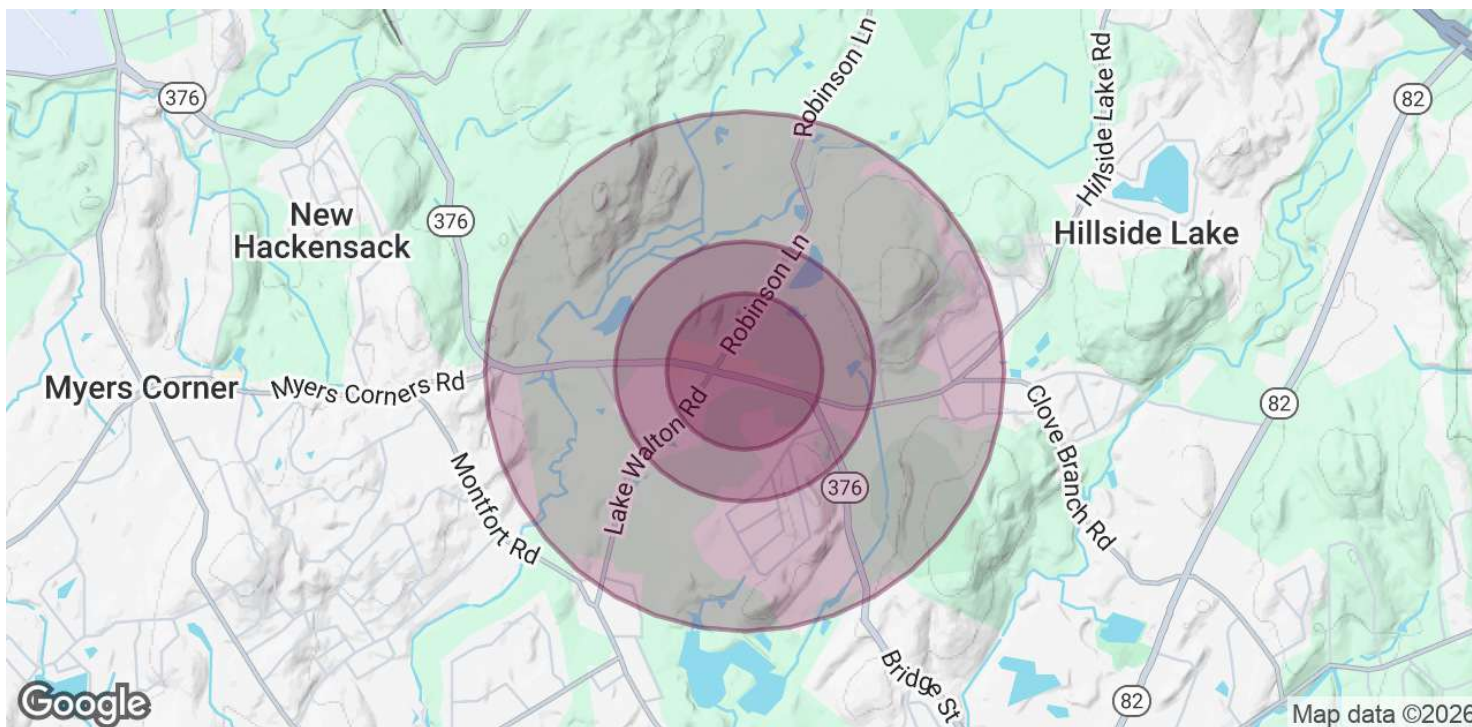 Robinson Ln
Hillside Lake Rd
376
82
New
Hackensack
376
Hillside Lake
Robinson Ln
Myers Corner
Myers Corners Rd
82
Clove Branch Rd
Lake Walton Rd
Montfort Rd
376
Bridge St
82
Google
Map data ©2026